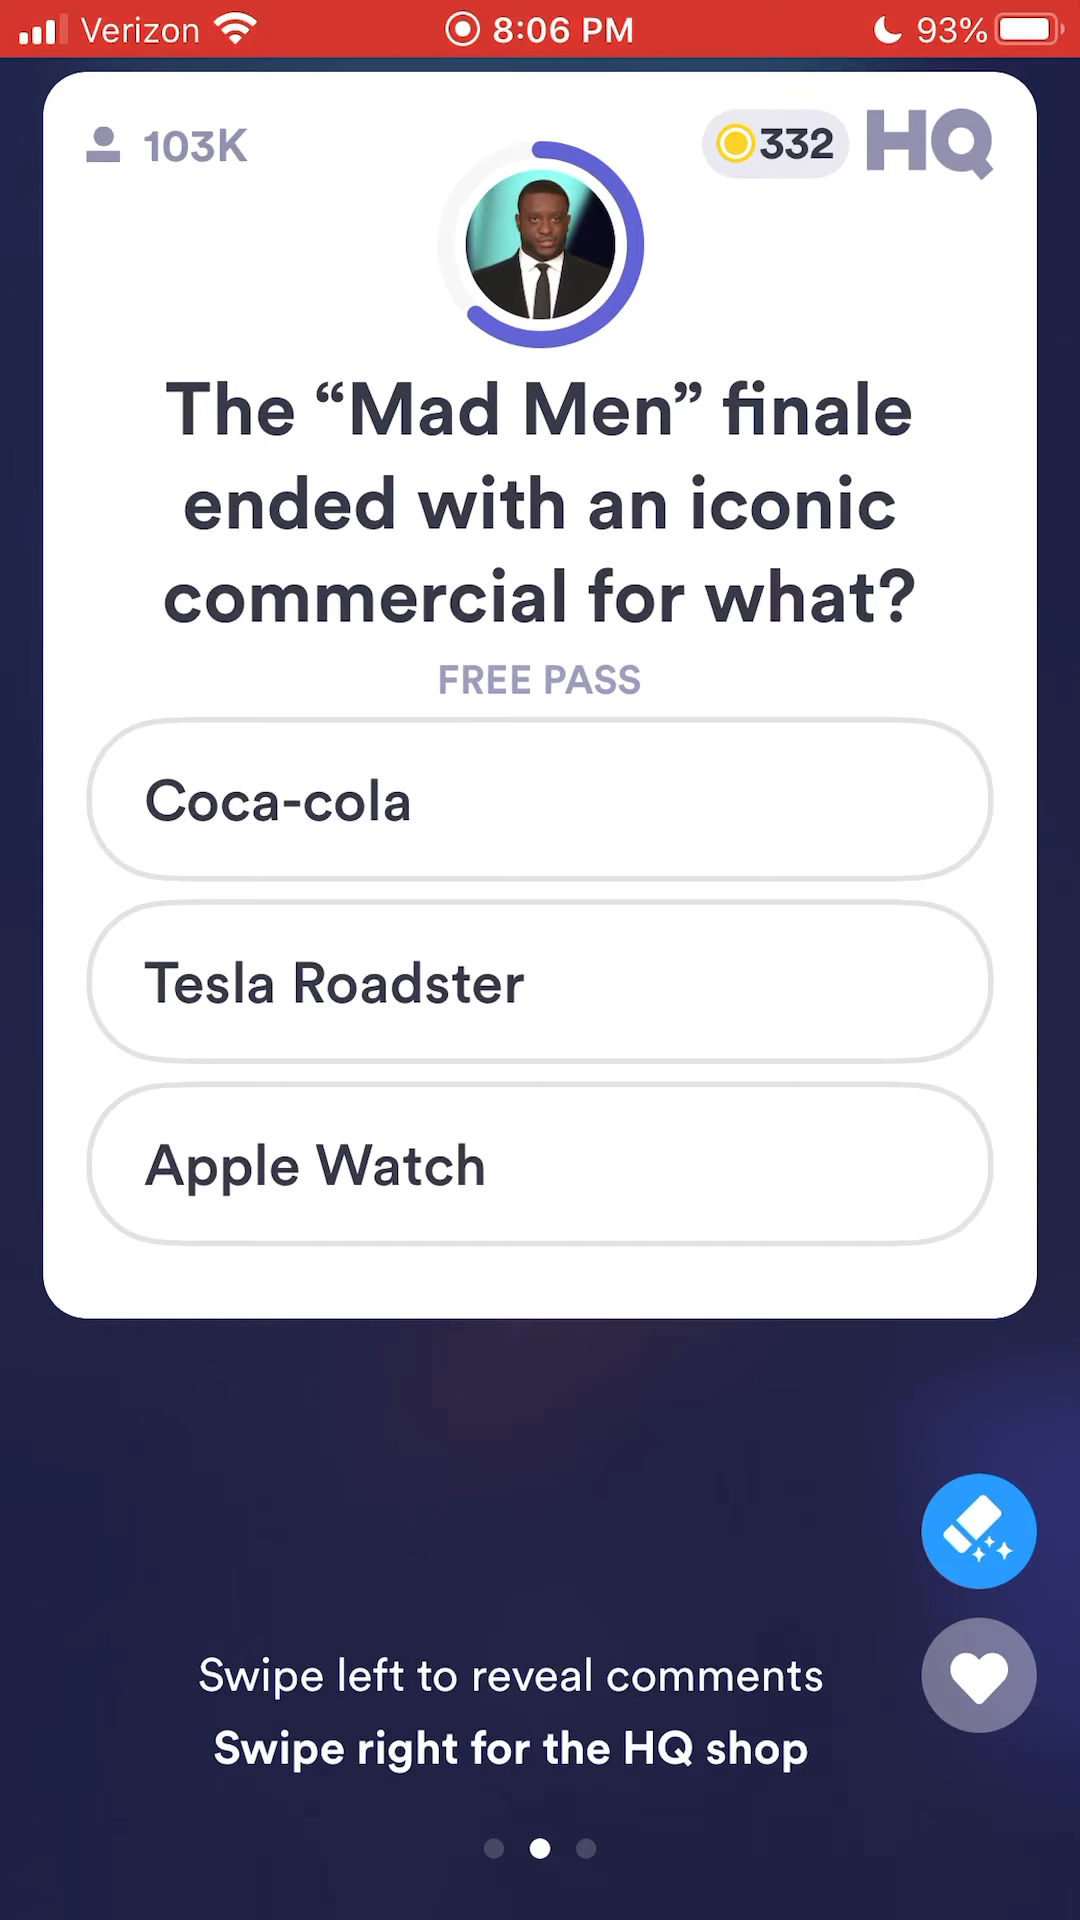 Verizon 8:06 PM 93%
103K 332 HQ
The “Mad Men” finale
ended with an iconic
commercial for what?
FREE PASS
Coca-cola
Tesla Roadster
Apple Watch
Swipe left to reveal comments
Swipe right for the HQ shop